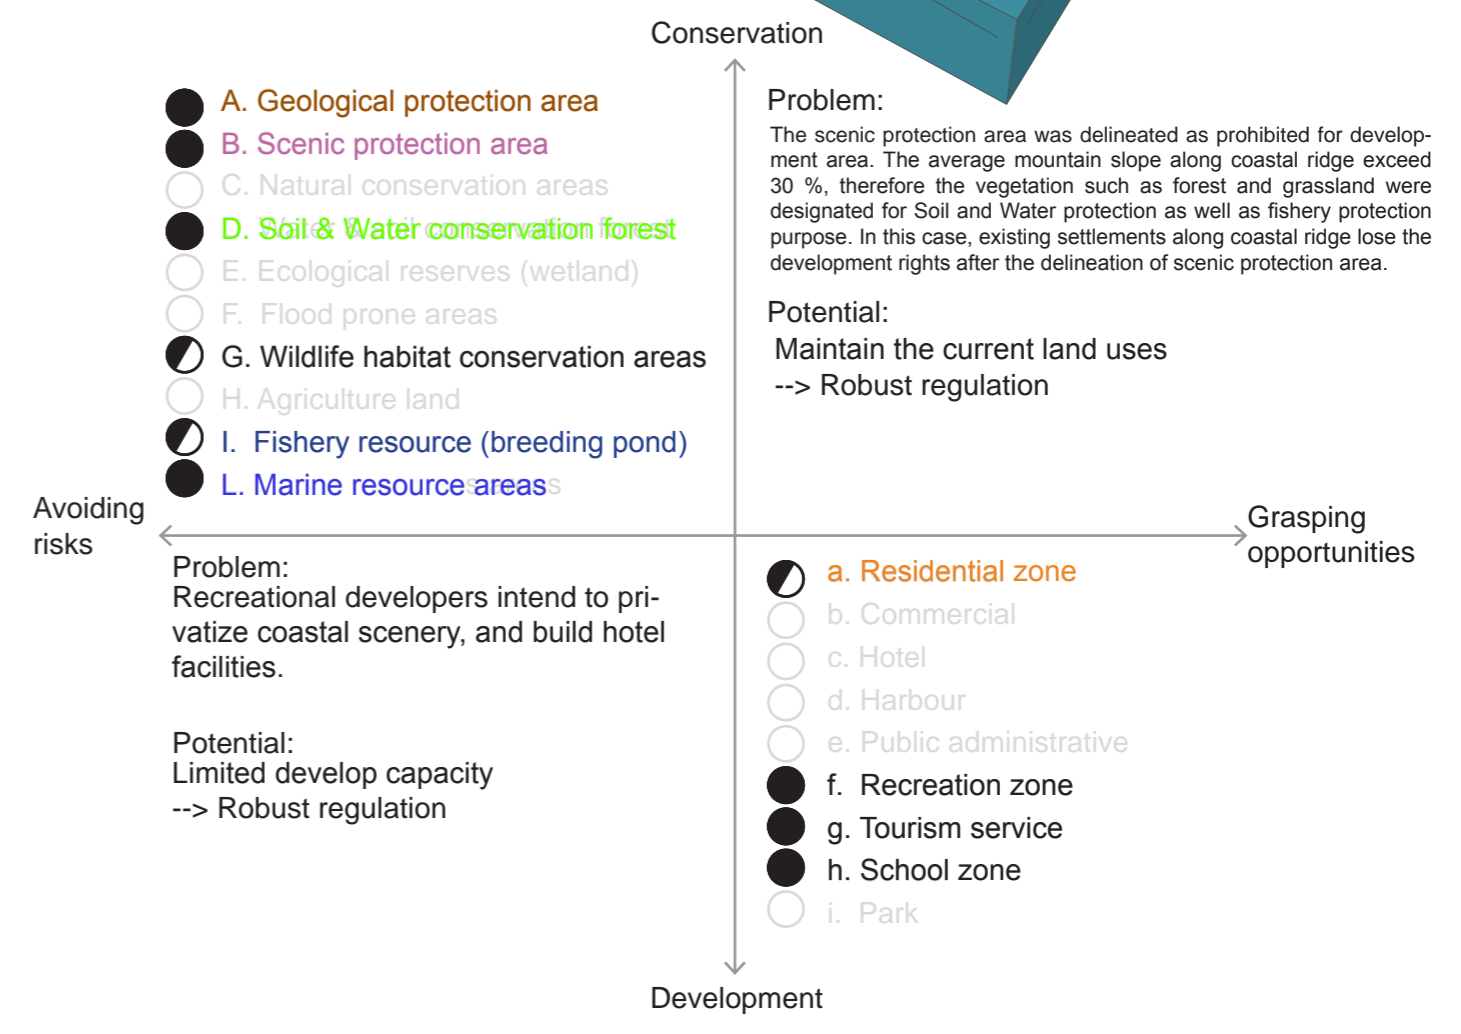 Conservation
A. Geological protection area
B. Scenic protection area
C. Natural conservation areas
D. Soil & Water conservation forest
E. Ecological reserves (wetland)
F. Flood prone areas
G. Wildlife habitat conservation areas
H. Agriculture land
I. Fishery resource (breeding pond)
L. Marine resource areas
Problem:
The scenic protection area was delineated as prohibited for develop-
ment area. The average mountain slope along coastal ridge exceed
30 %, therefore the vegetation such as forest and grassland were
designated for Soil and Water protection as well as fishery protection
purpose. In this case, existing settlements along coastal ridge lose the
development rights after the delineation of scenic protection area.
Potential:
Maintain the current land uses
--> Robust regulation
Avoiding
risks
Grasping
opportunities
Problem:
Recreational developers intend to pri-
vatize coastal scenery, and build hotel
facilities.
Potential:
Limited develop capacity
--> Robust regulation
a. Residential zone
b. Commercial
c. Hotel
d. Harbour
e. Public administrative
f. Recreation zone
g. Tourism service
h. School zone
i. Park
Development